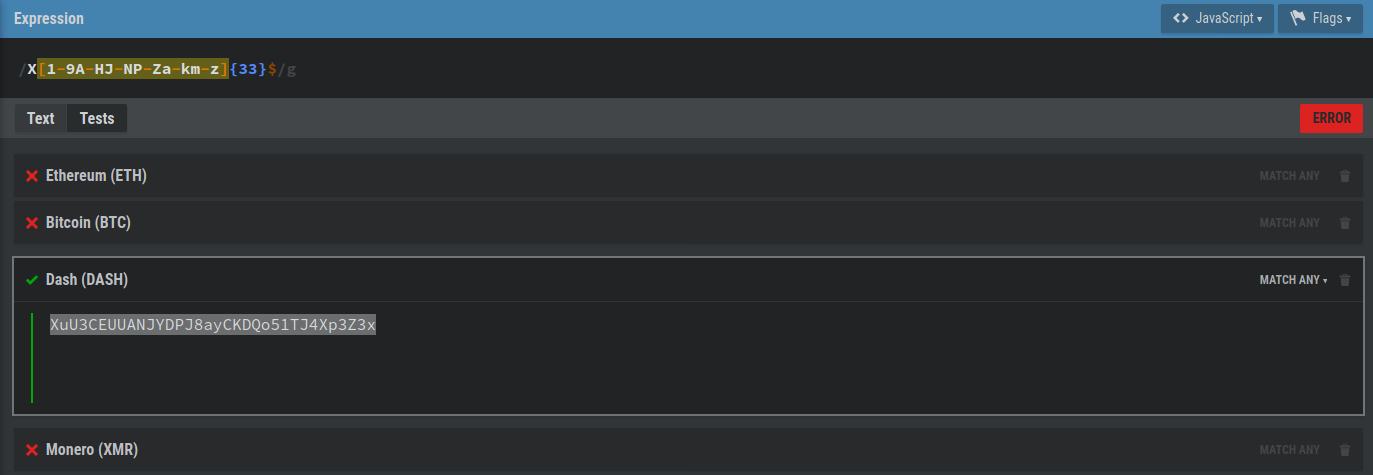 Expression
JavaScript
Flags
/X[1-9A-HJ-NP-Za-km-z]{33}$/g
Text
Tests
ERROR
Ethereum (ETH)
MATCH ANY
Bitcoin (BTC)
MATCH ANY
Dash (DASH)
MATCH ANY
XuU3CEUUANJYDPJ8ayCKDQo51TJ4Xp3Z3x
Monero (XMR)
MATCH ANY